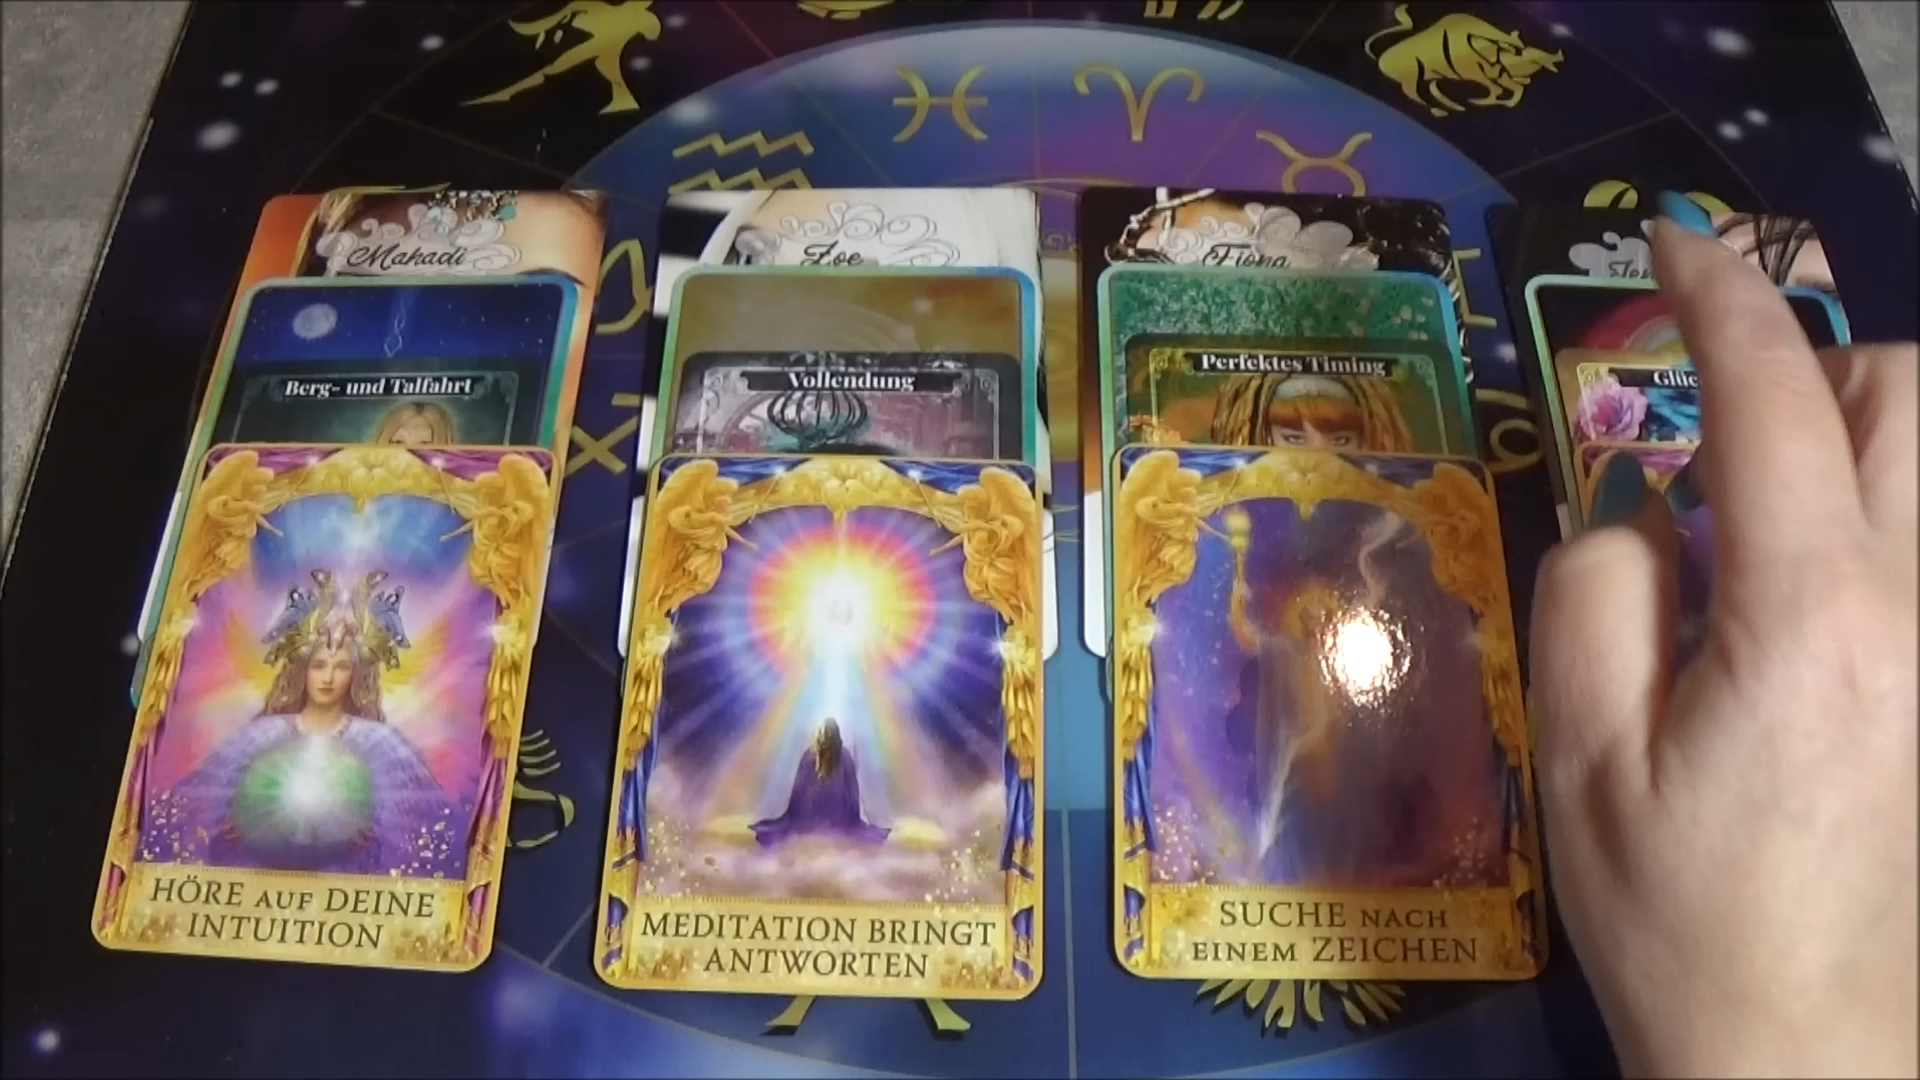 Mahadi
Berg- und Talfahrt
HÖRE AUF DEINE
INTUITION
Zoe
Vollendung
MEDITATION BRINGT
ANTWORTEN
Fiona
Perfektes Timing
SUCHE NACH
EINEM ZEICHEN